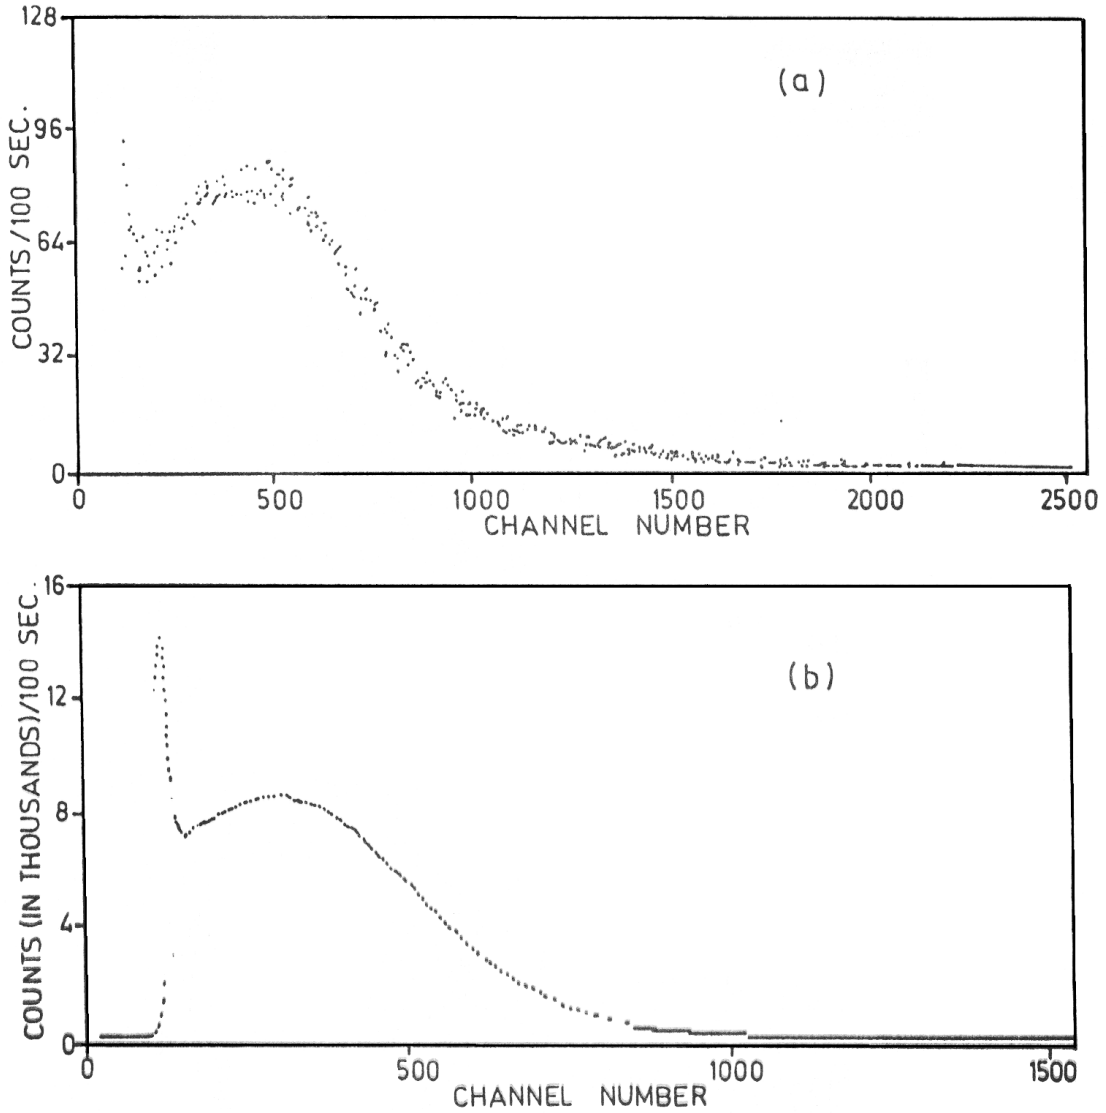 128
(a)
96
64
32
0
COUNTS/100 SEC.
0 500 1000 1500 2000 2500
CHANNEL NUMBER
16
(b)
12
8
4
0
COUNTS (IN THOUSANDS)/100 SEC.
0 500 1000 1500
CHANNEL NUMBER